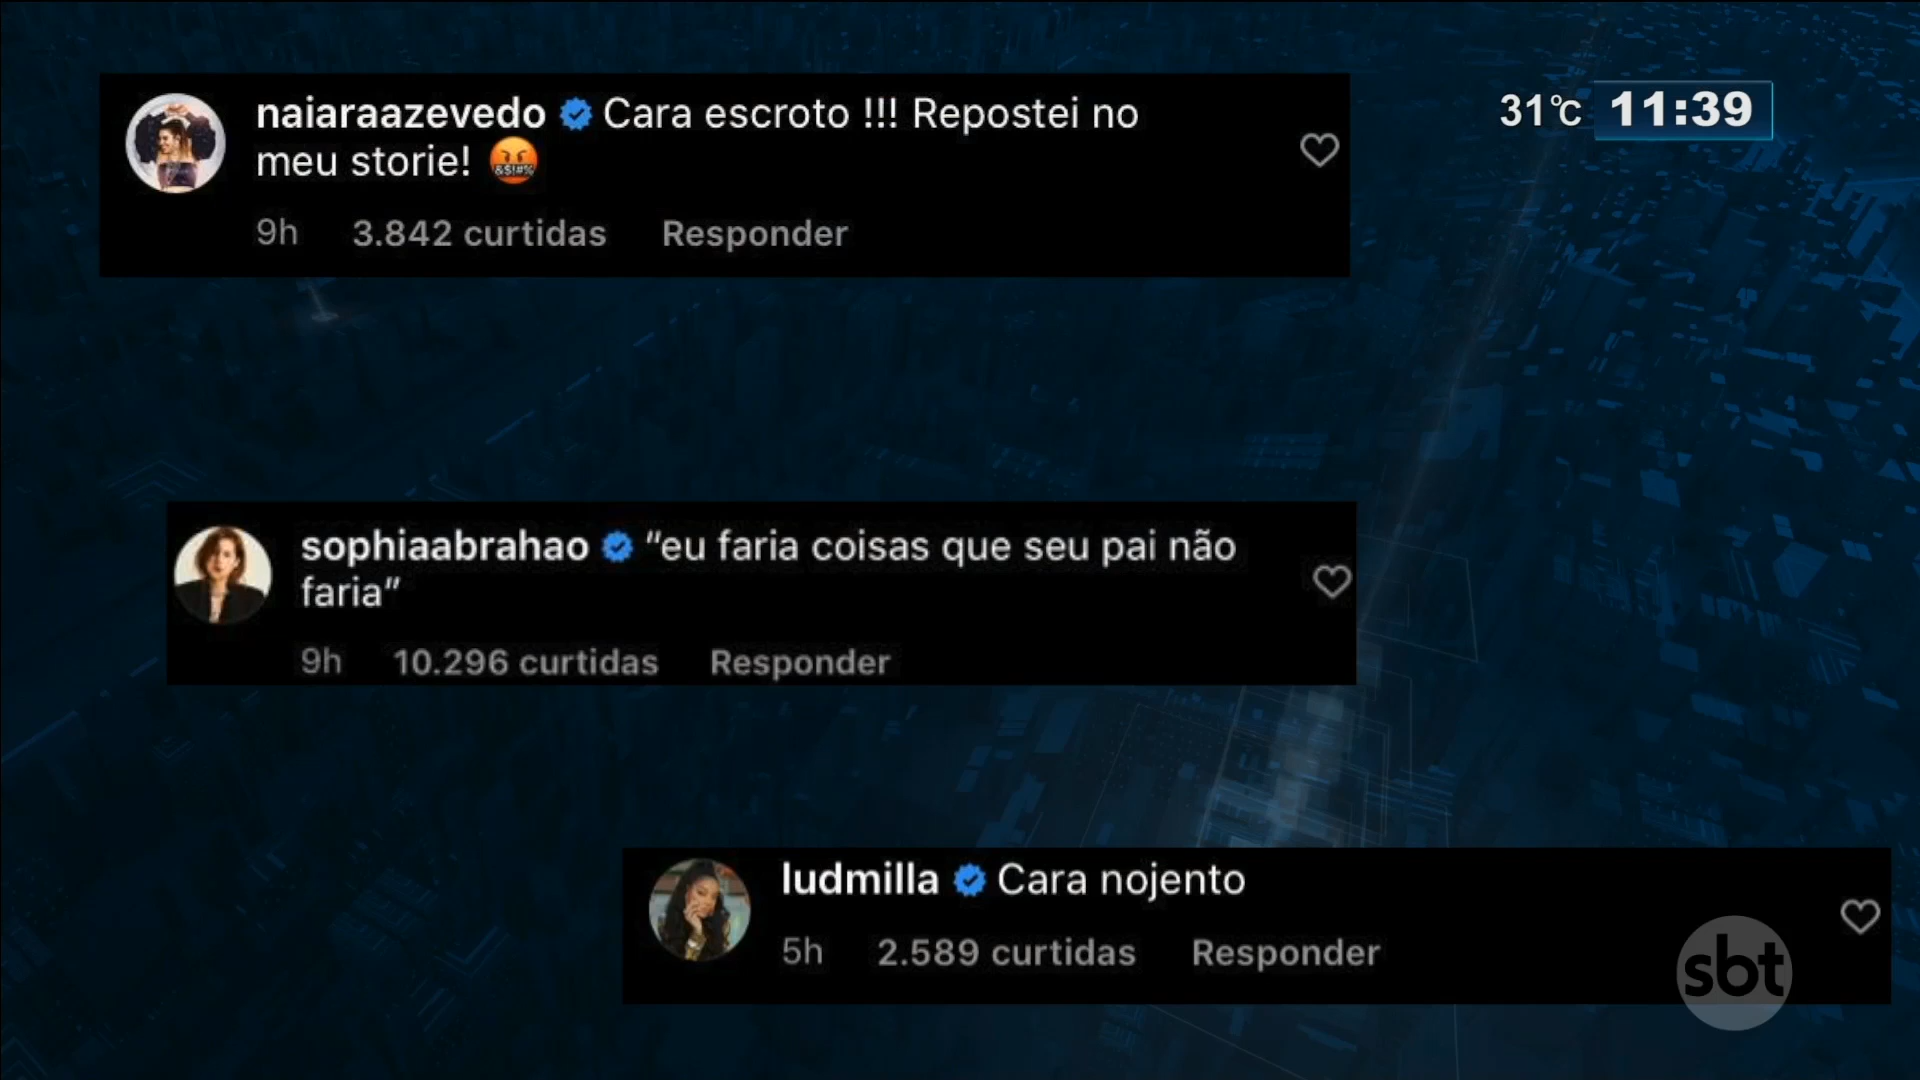 naiaraazevedo Cara escroto !!! Repostei no
meu storie! 🤬
9h 3.842 curtidas Responder
31°C 11:39
sophiaabrahao “eu faria coisas que seu pai não
faria”
9h 10.296 curtidas Responder
ludmilla Cara nojento
5h 2.589 curtidas Responder
sbt